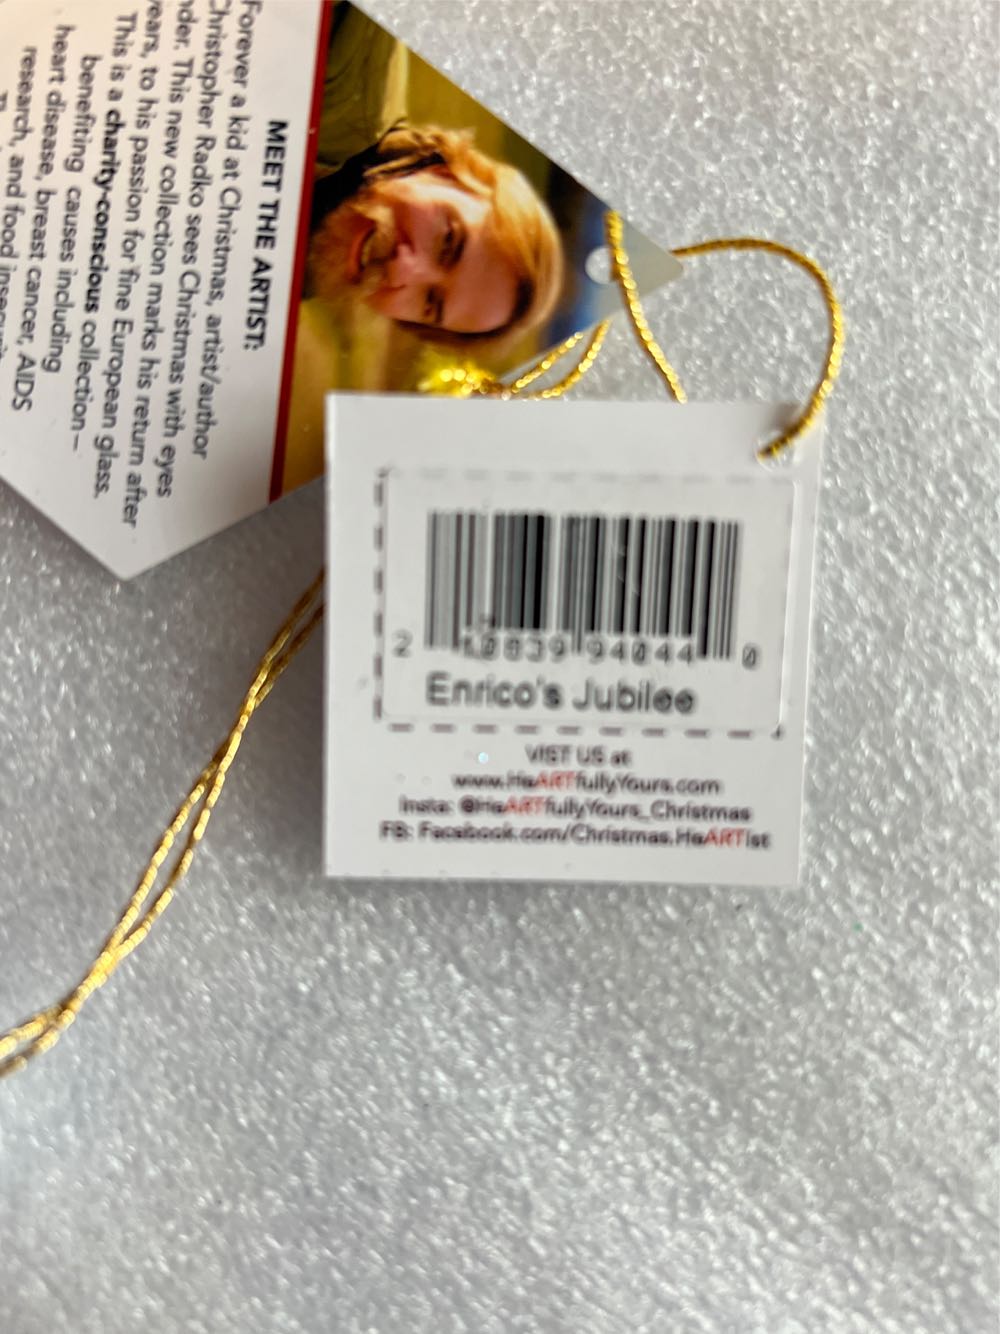 MEET THE ARTIST:
Forever a kid at Christmas, artist/author
Christopher Radko sees Christmas with eyes
This new collection marks his return after
years, to his passion for fine European glass.
This is a charity-conscious collection—
benefiting causes including
heart disease, breast cancer, AIDS
research, and food
2 94044 0
Enrico's Jubilee
VIST US at
www.HeARTfullyYours.com
Insta: @HeARTfullyYours_Christmas
FB: Facebook.com/Christmas.HeARTist